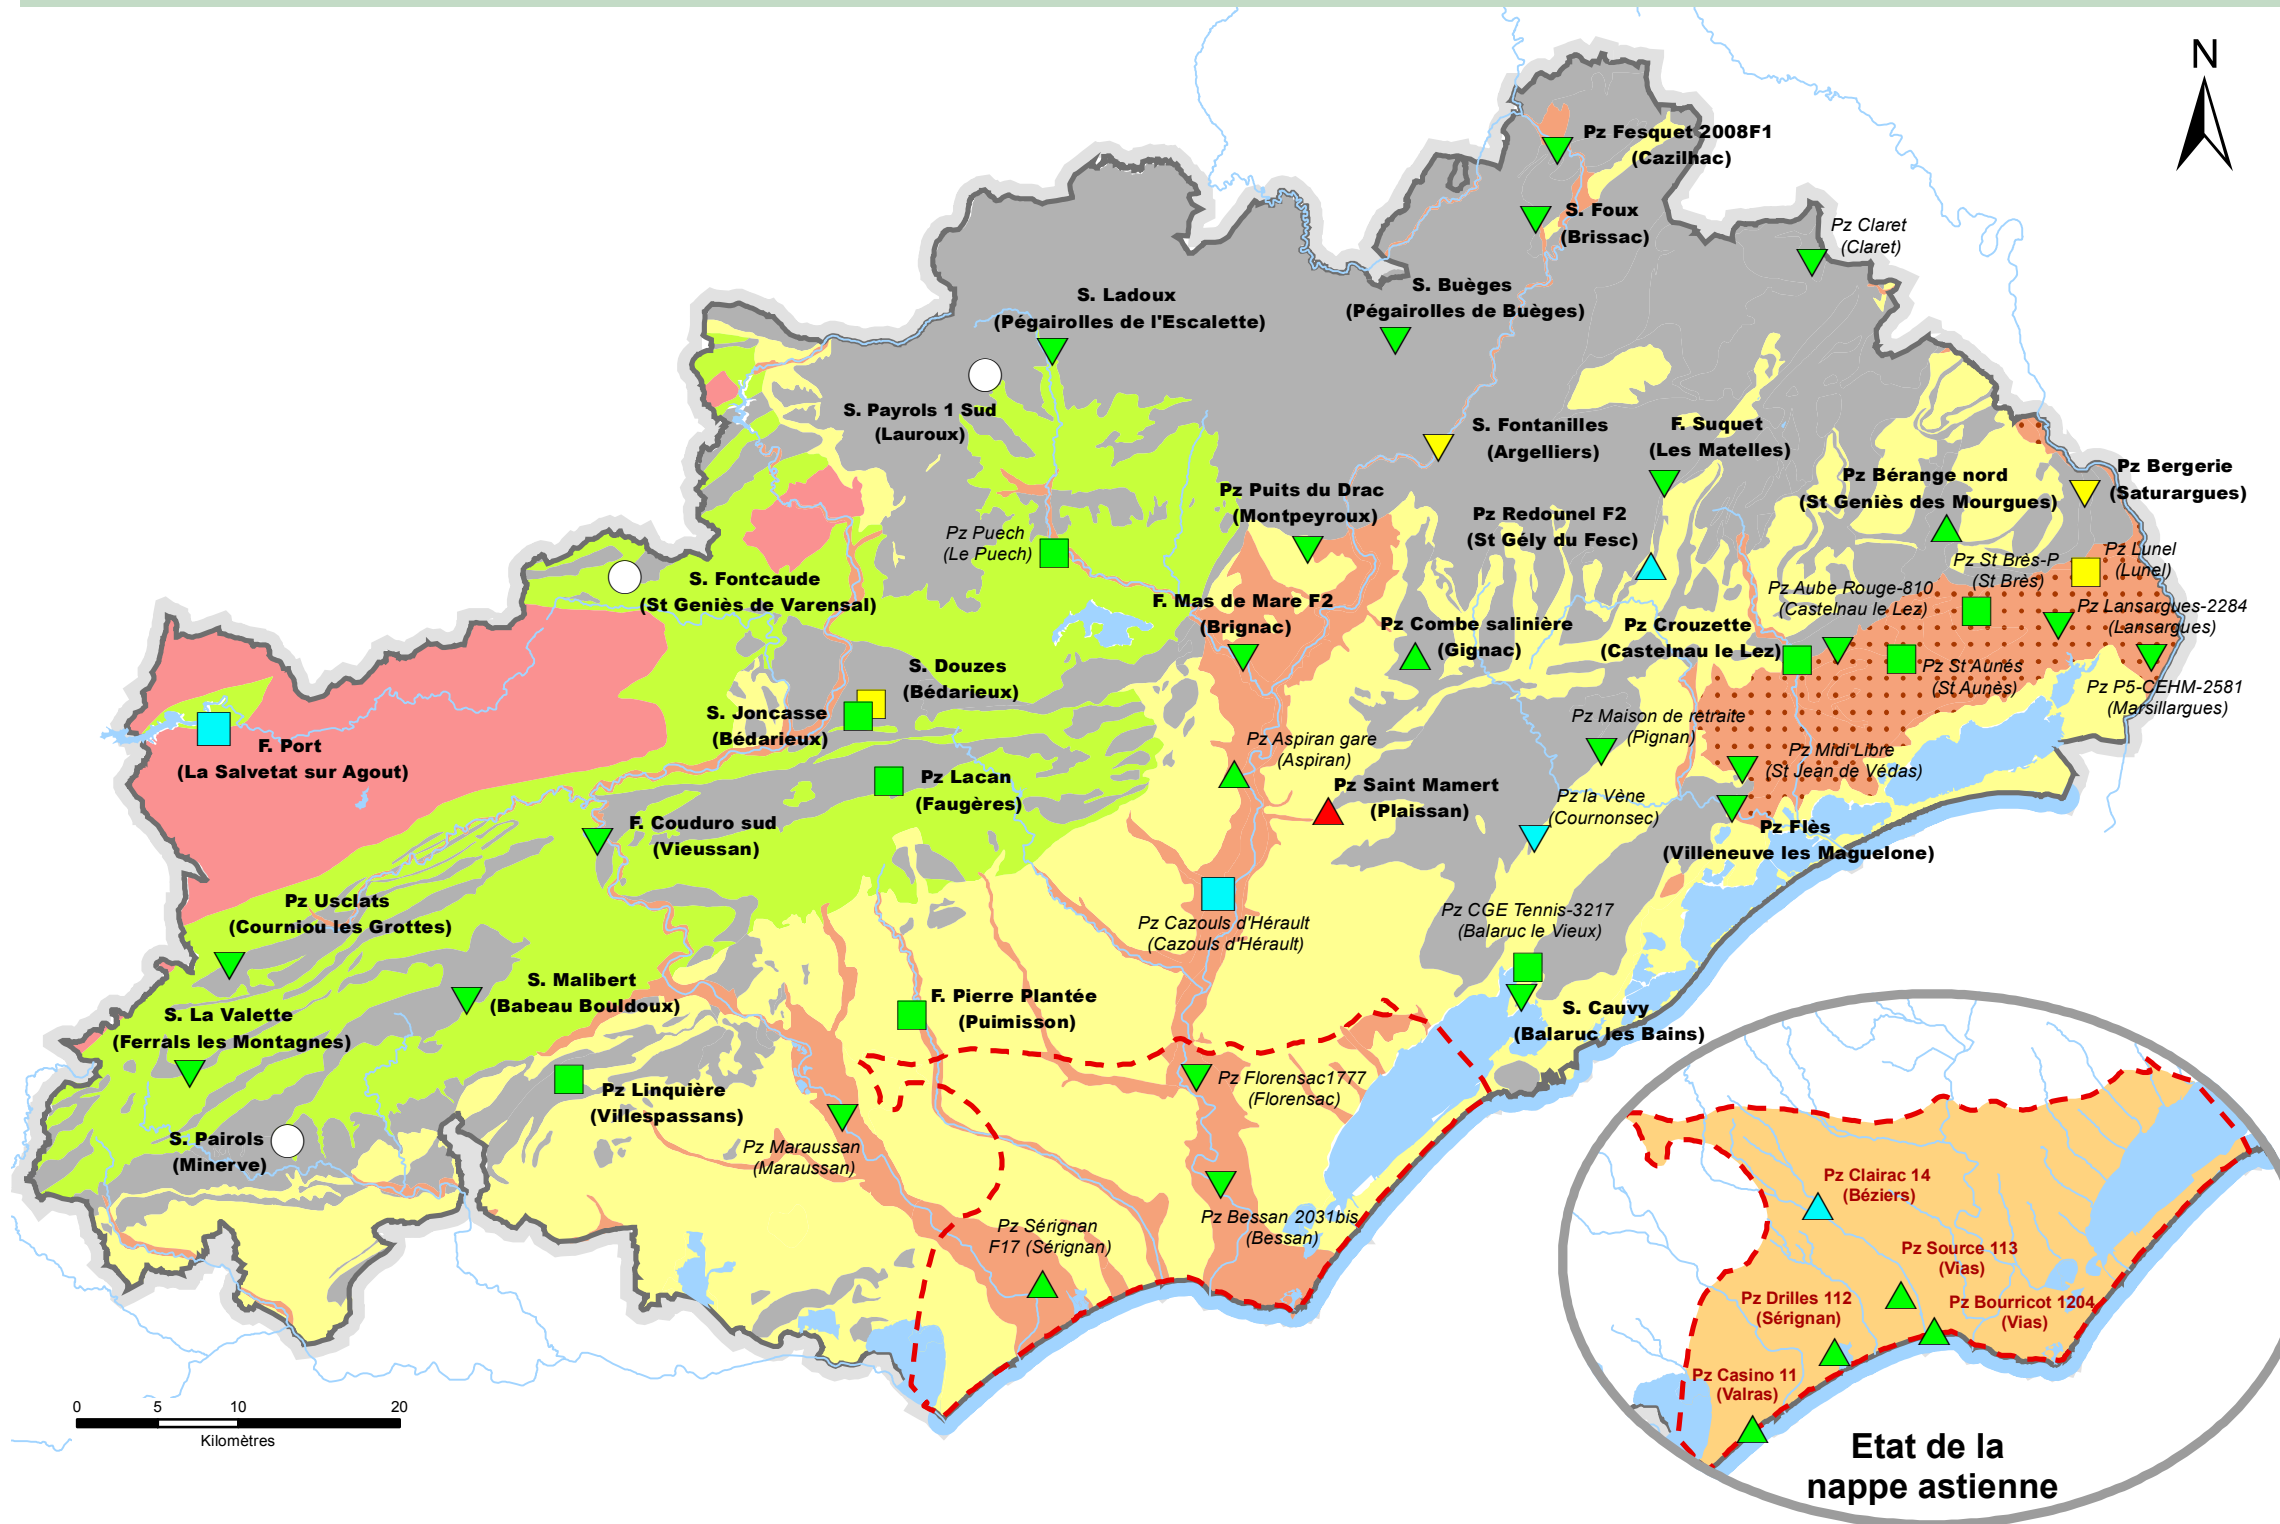 N
Pz Fesquet 2008F1
(Cazilhac)
S. Foux
(Brissac)
Pz Claret
(Claret)
S. Buèges
(Pégairolles de Buèges)
S. Ladoux
(Pégairolles de l'Escalette)
S. Payrols 1 Sud
(Lauroux)
S. Fontanilles
(Argelliers)
F. Suquet
(Les Matelles)
Pz Bérange nord
(St Geniès des Mourgues)
Pz Bergerie
(Saturargues)
Pz Puits du Drac
(Montpeyroux)
Pz Redounel F2
(St Gély du Fesc)
Pz Puech
(Le Puech)
Pz Lunel
(Lunel)
Pz St Brès-P
(St Brès)
Pz Aube Rouge-810
(Castelnau le Lez)
S. Fontcaude
(St Geniès de Varensal)
F. Mas de Mare F2
(Brignac)
Pz Combe salinière
(Gignac)
Pz Crouzette
(Castelnau le Lez)
Pz Lansargues-2284
(Lansargues)
Pz St Aunés
(St Aunès)
Pz P5-CEHM-2581
(Marsillargues)
S. Douzes
(Bédarieux)
S. Joncasse
(Bédarieux)
Pz Maison de retraite
(Pignan)
Pz Midi Libre
(St Jean de Védas)
F. Port
(La Salvetat sur Agout)
Pz Aspiran gare
(Aspiran)
Pz Lacan
(Faugères)
Pz Saint Mamert
(Plaissan)
Pz la Vène
(Cournonsec)
F. Couduro sud
(Vieussan)
Pz Flès
(Villeneuve les Maguelone)
Pz Usclats
(Courniou les Grottes)
Pz Cazouls d'Hérault
(Cazouls d'Hérault)
Pz CGE Tennis-3217
(Balaruc le Vieux)
S. Malibert
(Babeau Bouldoux)
F. Pierre Plantée
(Puimisson)
S. Cauvy
(Balaruc les Bains)
S. La Valette
(Ferrals les Montagnes)
Pz Linquière
(Villespassans)
Pz Florensac1777
(Florensac)
S. Pairols
(Minerve)
Pz Maraussan
(Maraussan)
Pz Bessan 2031bis
(Bessan)
Pz Sérignan
F17 (Sérignan)
Pz Clairac 14
(Béziers)
Pz Source 113
(Vias)
Pz Drilles 112
(Sérignan)
Pz Bourricot 1204
(Vias)
Pz Casino 11
(Valras)
0 5 10 20
Kilomètres
Etat de la
nappe astienne